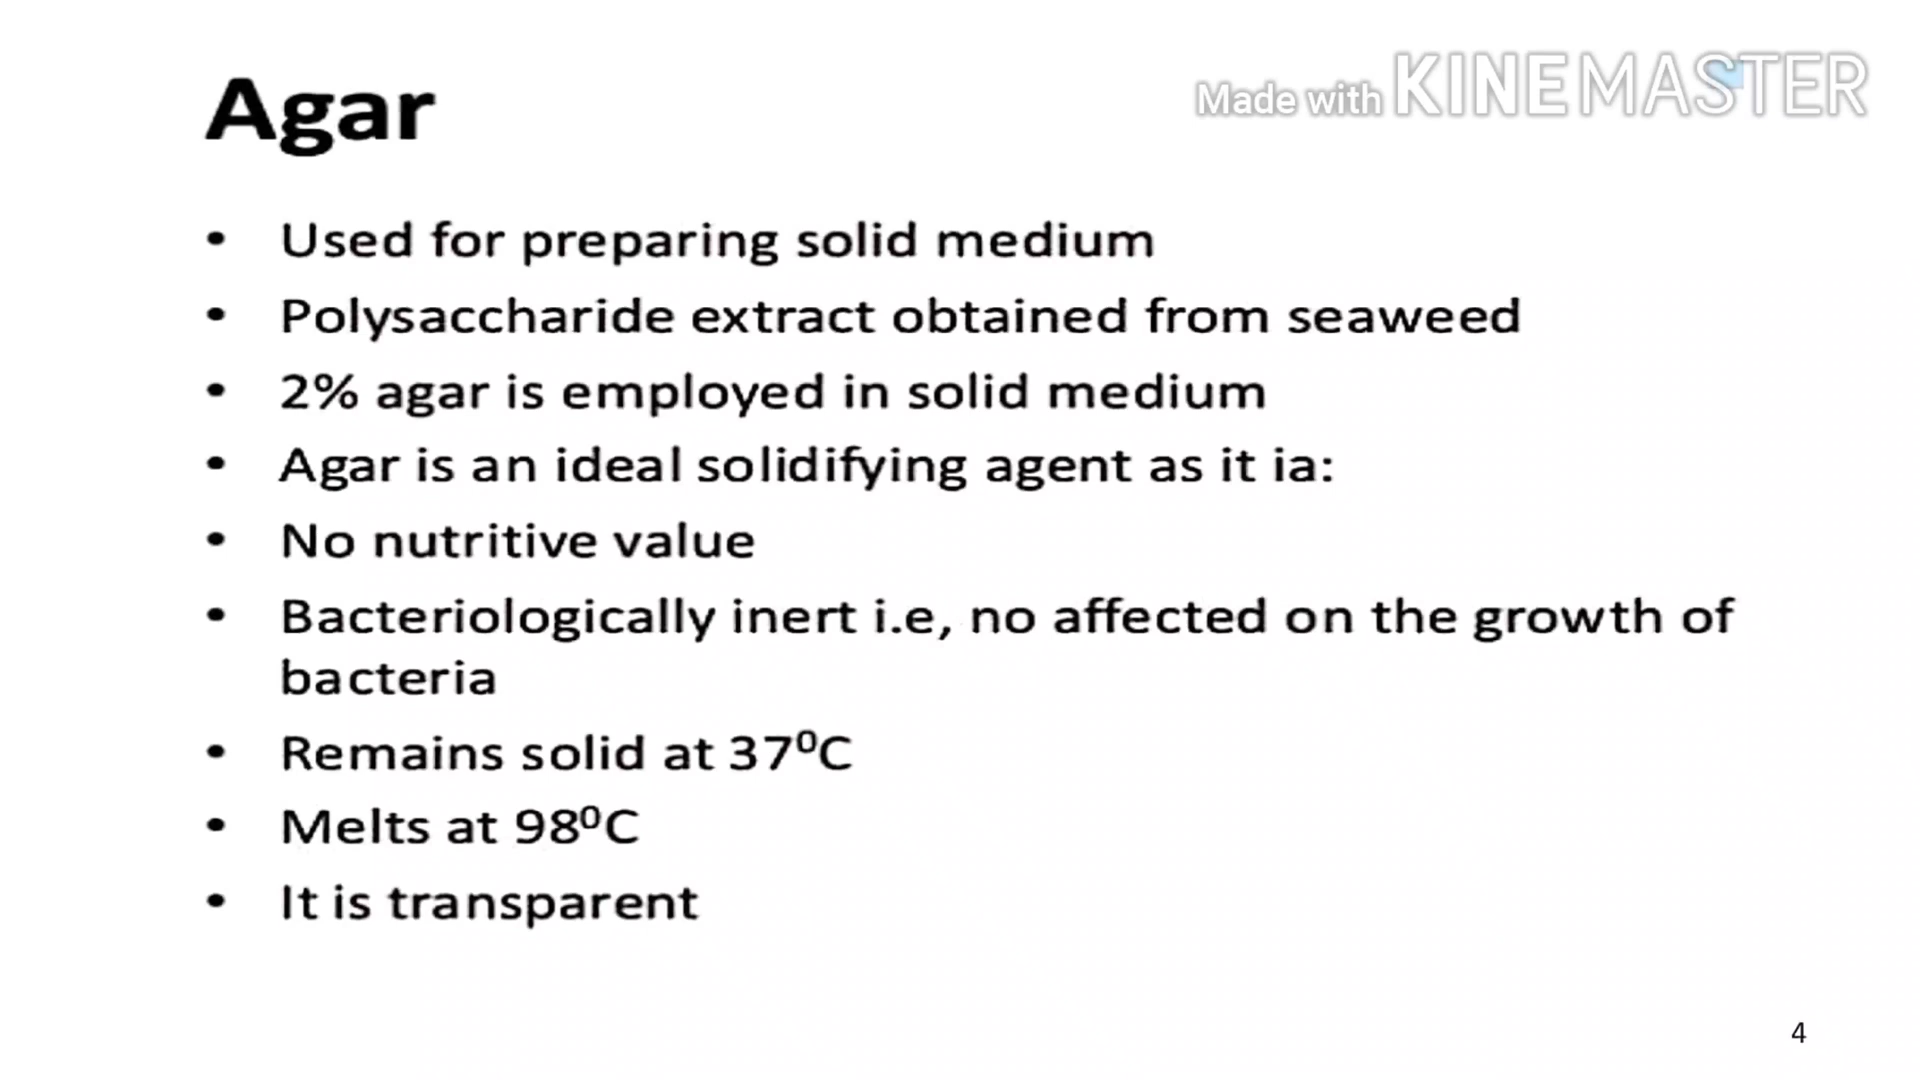 Agar
Made with KINEMASTER
• Used for preparing solid medium
• Polysaccharide extract obtained from seaweed
• 2% agar is employed in solid medium
• Agar is an ideal solidifying agent as it ia:
• No nutritive value
• Bacteriologically inert i.e, no affected on the growth of
bacteria
• Remains solid at 37⁰C
• Melts at 98⁰C
• It is transparent
4